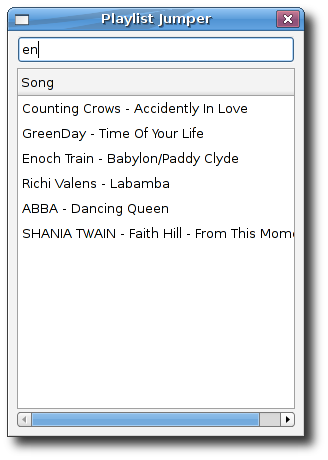 Playlist Jumper
en
Song
Counting Crows - Accidently In Love
GreenDay - Time Of Your Life
Enoch Train - Babylon/Paddy Clyde
Richi Valens - Labamba
ABBA - Dancing Queen
SHANIA TWAIN - Faith Hill - From This Mome